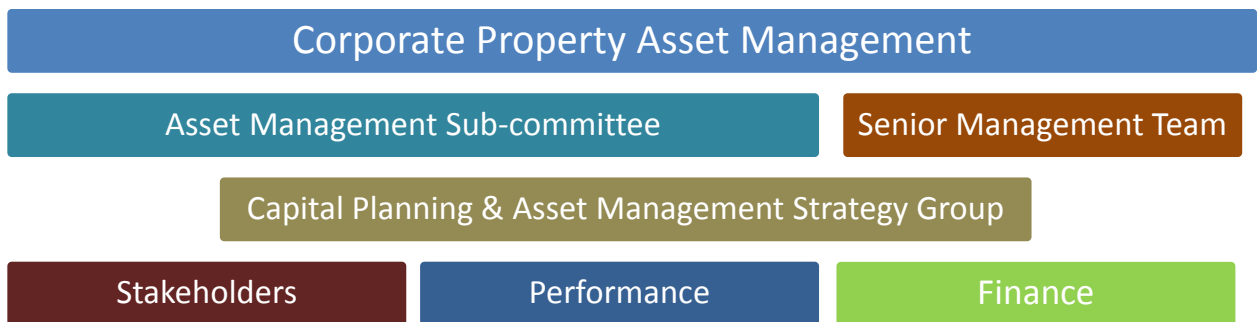 Corporate Property Asset Management
Asset Management Sub-committee
Senior Management Team
Capital Planning & Asset Management Strategy Group
Stakeholders
Performance
Finance